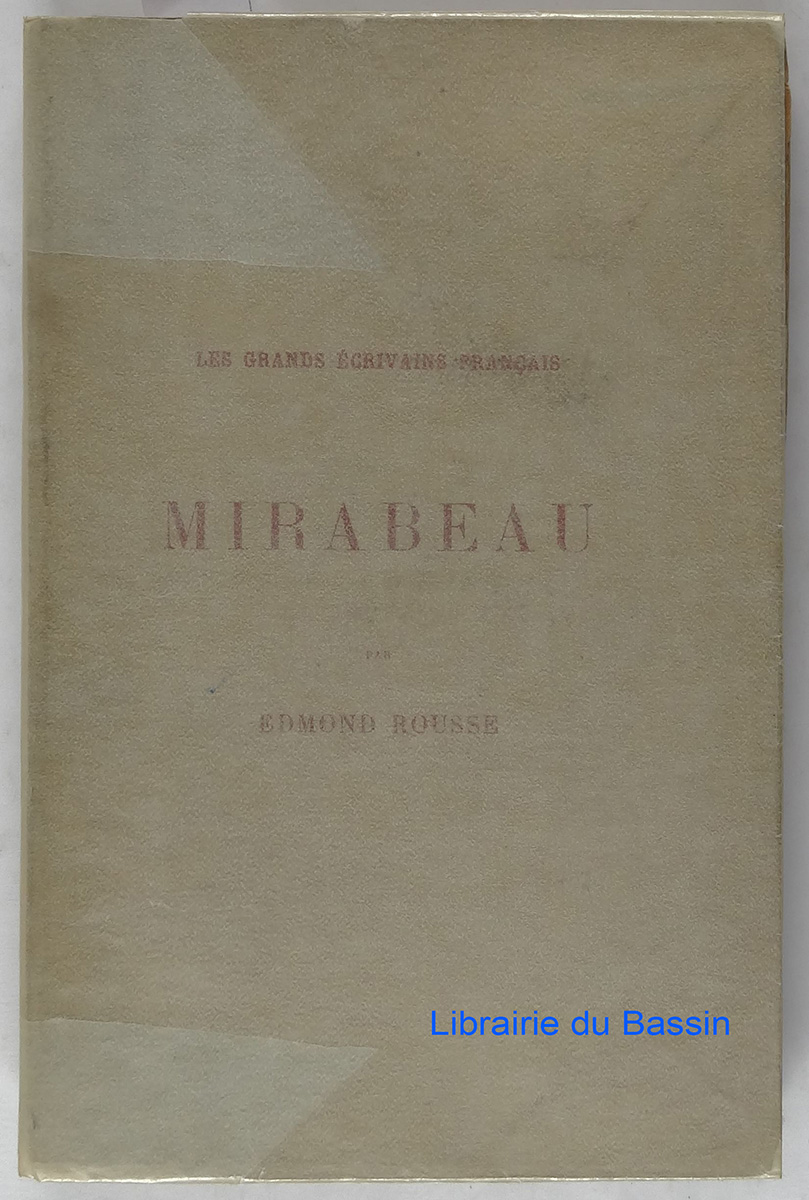 LES GRANDS ÉCRIVAINS FRANÇAIS
MIRABEAU
PAR
EDMOND ROUSSE
Librairie du Bassin